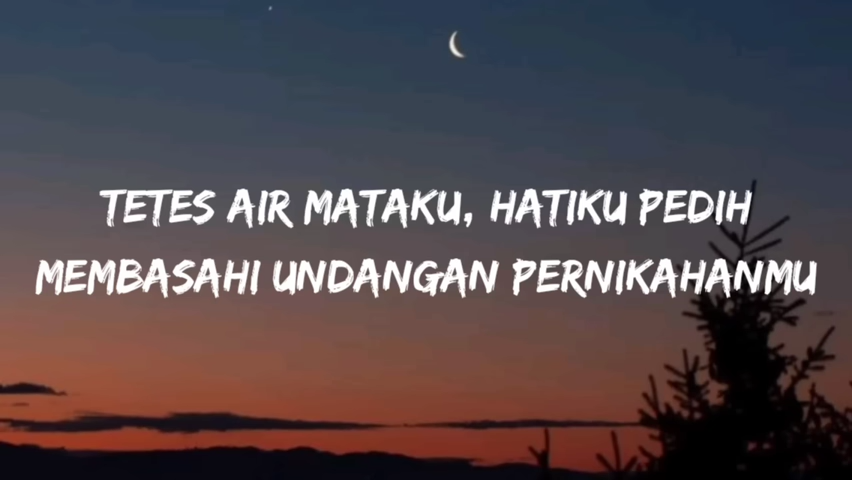 TETES AIR MATAKU, HATIKU PEDIH
MEMBASAHI UNDANGAN PERNIKAHANMU